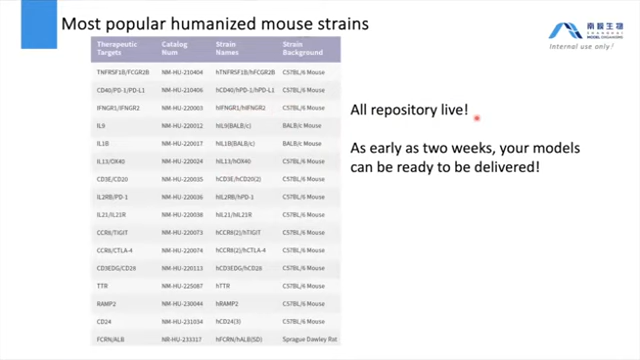 Most popular humanized mouse strains
南模生物
SHANGHAI
MODEL ORGANISMS
Internal use only!
Therapeutic Targets Catalog Num Strain Names Strain Background
TNFRSF1B/FCGR2B NM-HU-210404 hTNFRSF1B/hFCGR2B C57BL/6 Mouse
CD40/PD-1/PD-L1 NM-HU-210406 hCD40/hPD-1/hPD-L1 C57BL/6 Mouse
IFNGR1/IFNGR2 NM-HU-220003 hIFNGR1/hIFNGR2 C57BL/6 Mouse
IL9 NM-HU-220012 hIL9(BALB/c) BALB/c Mouse
IL1B NM-HU-220017 hIL1B(BALB/c) BALB/c Mouse
IL13/OX40 NM-HU-220024 hIL13/hOX40 C57BL/6 Mouse
CD3E/CD20 NM-HU-220035 hCD3E/hCD20(2) C57BL/6 Mouse
IL2RB/PD-1 NM-HU-220036 hIL2RB/hPD-1 C57BL/6 Mouse
IL21/IL21R NM-HU-220038 hIL21/hIL21R C57BL/6 Mouse
CCR8/TIGIT NM-HU-220073 hCCR8(2)/hTIGIT C57BL/6 Mouse
CCR8/CTLA-4 NM-HU-220074 hCCR8(2)/hCTLA-4 C57BL/6 Mouse
CD3EDG/CD28 NM-HU-220113 hCD3EDG/hCD28 C57BL/6 Mouse
TTR NM-HU-225087 hTTR C57BL/6 Mouse
RAMP2 NM-HU-230044 hRAMP2 C57BL/6 Mouse
CD24 NM-HU-231034 hCD24(3) C57BL/6 Mouse
FCRN/ALB NR-HU-233317 hFCRN/hALB(SD) Sprague Dawley Rat
All repository live!
As early as two weeks, your models
can be ready to be delivered!